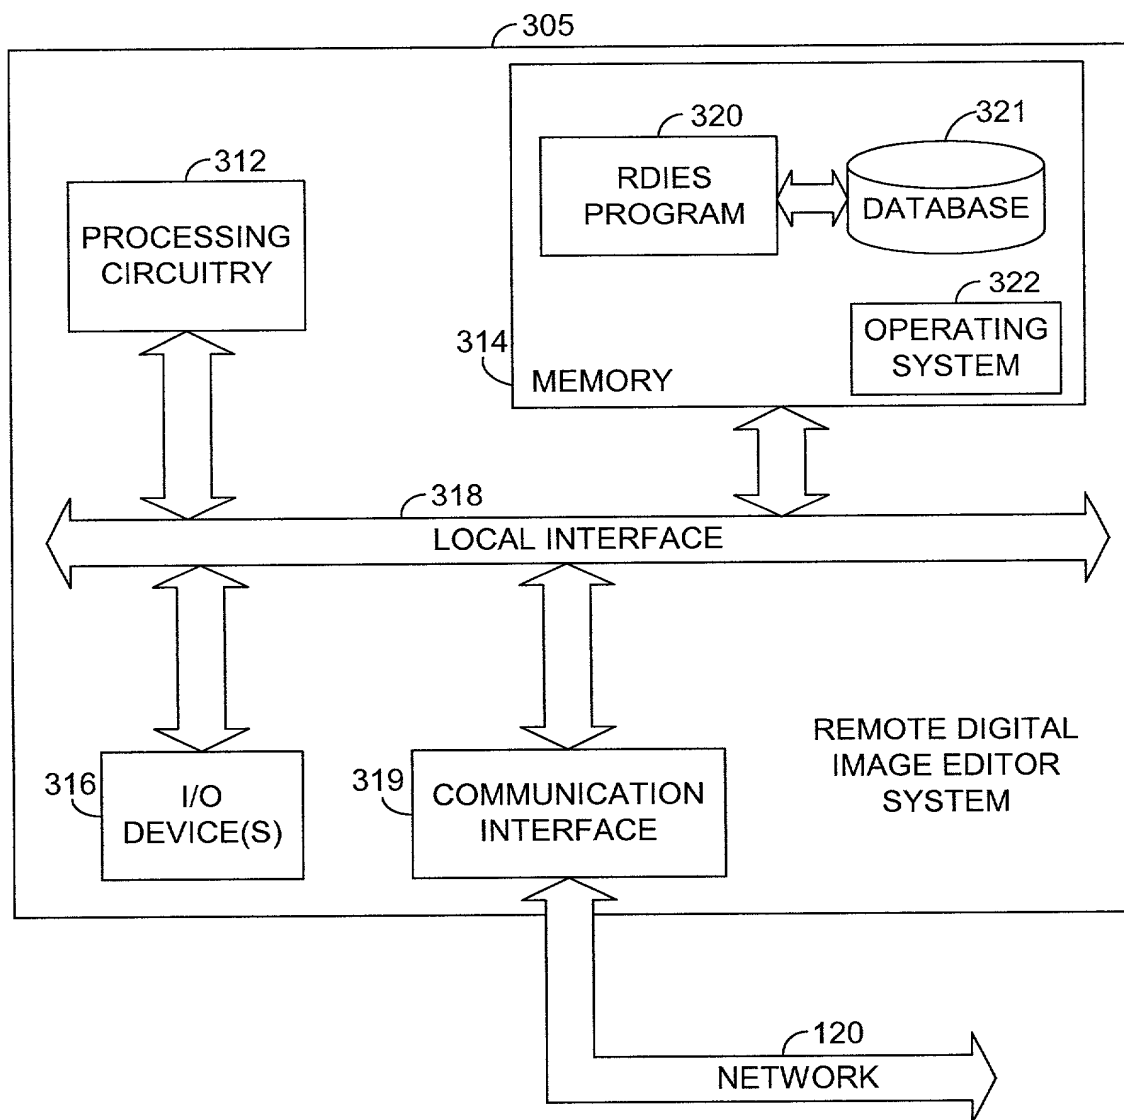 305
320
321
312
RDIES
PROGRAM
DATABASE
PROCESSING
CIRCUITRY
322
OPERATING
SYSTEM
314
MEMORY
318
LOCAL INTERFACE
REMOTE DIGITAL
IMAGE EDITOR
SYSTEM
316
I/O
DEVICE(S)
319
COMMUNICATION
INTERFACE
120
NETWORK